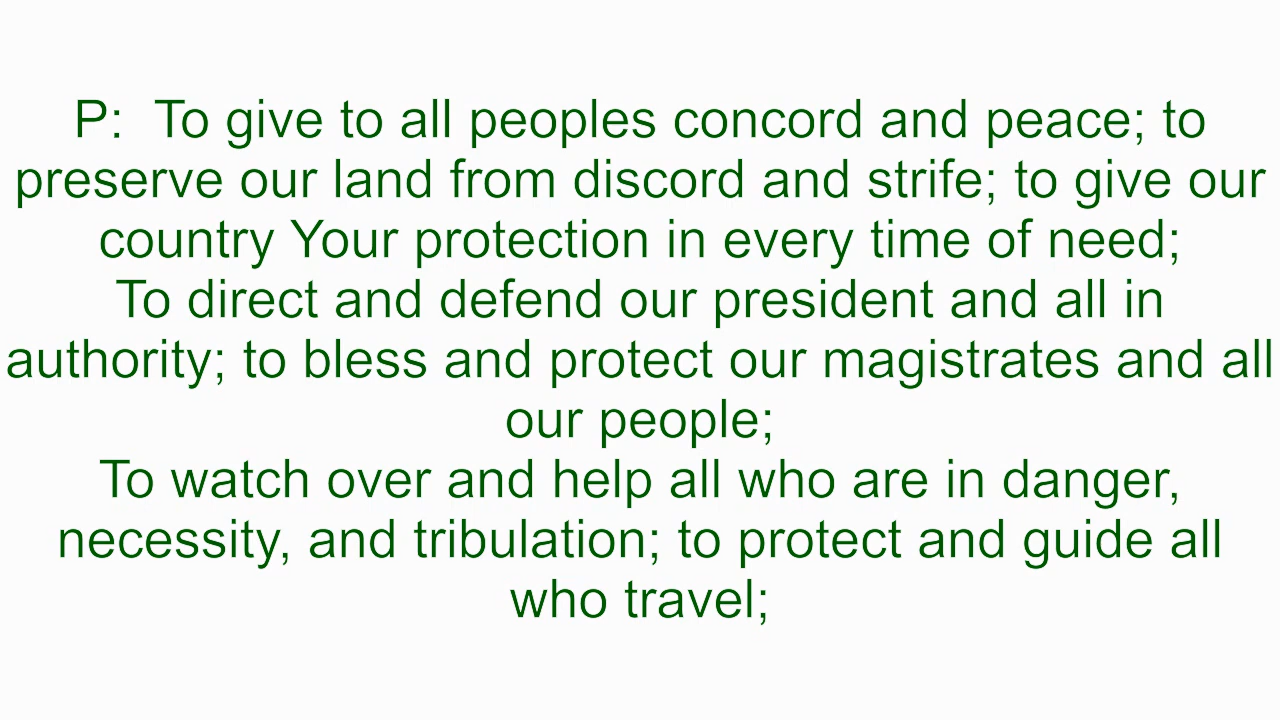 P:  To give to all peoples concord and peace; to
preserve our land from discord and strife; to give our
country Your protection in every time of need;
To direct and defend our president and all in
authority; to bless and protect our magistrates and all
our people;
To watch over and help all who are in danger,
necessity, and tribulation; to protect and guide all
who travel;